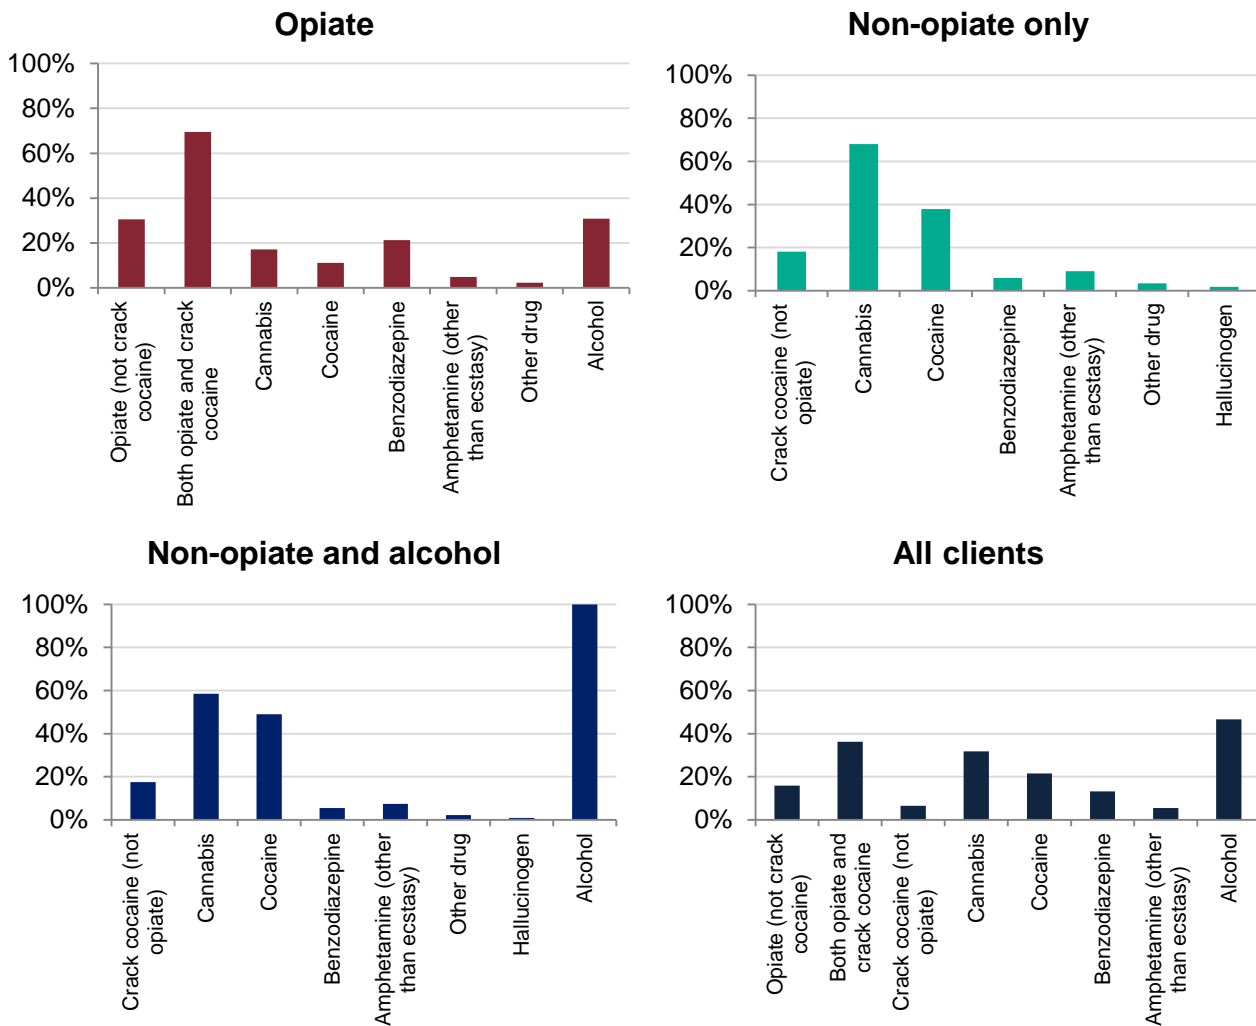 Opiate
100%
80%
60%
40%
20%
0%
Opiate (not crack
cocaine)
Both opiate and crack
cocaine
Cannabis
Cocaine
Benzodiazepine
Amphetamine (other
than ecstasy)
Other drug
Alcohol
Non-opiate only
100%
80%
60%
40%
20%
0%
Crack cocaine (not
opiate)
Cannabis
Cocaine
Benzodiazepine
Amphetamine (other
than ecstasy)
Other drug
Hallucinogen
Non-opiate and alcohol
100%
80%
60%
40%
20%
0%
Crack cocaine (not
opiate)
Cannabis
Cocaine
Benzodiazepine
Amphetamine (other
than ecstasy)
Other drug
Hallucinogen
Alcohol
All clients
100%
80%
60%
40%
20%
0%
Opiate (not crack
cocaine)
Both opiate and
crack cocaine
Crack cocaine (not
opiate)
Cannabis
Cocaine
Benzodiazepine
Amphetamine (other
than ecstasy)
Alcohol